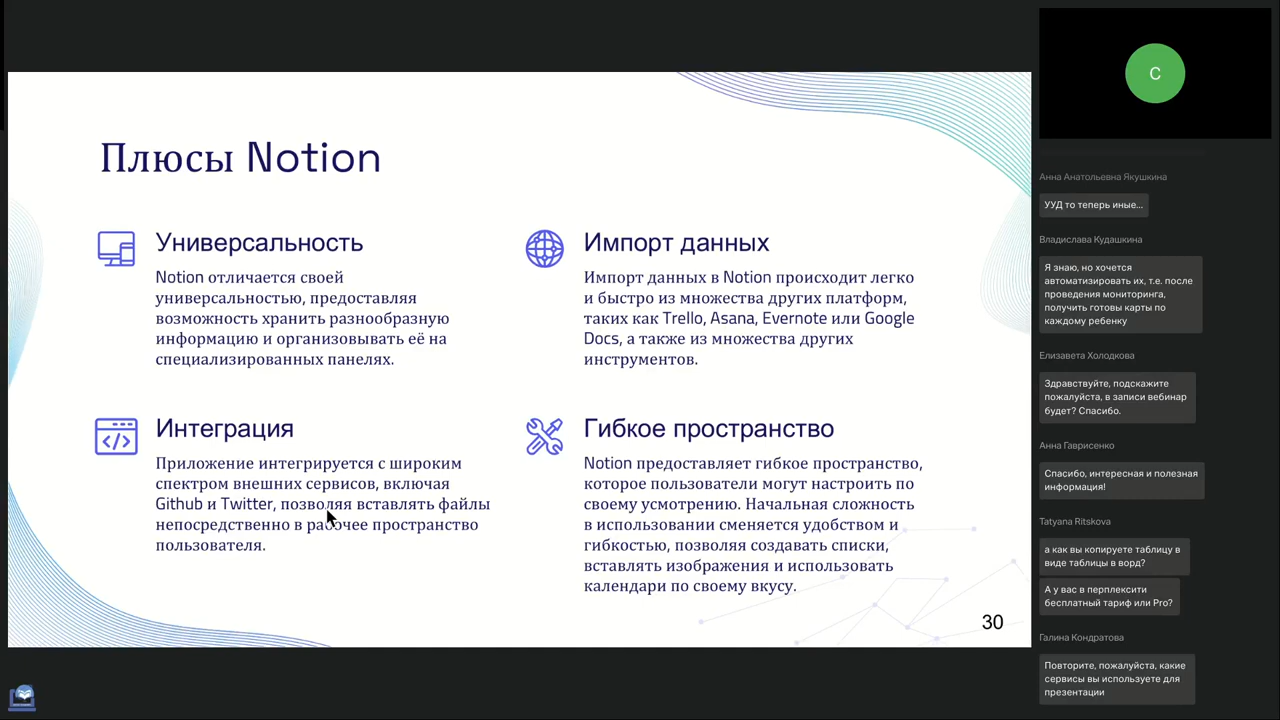 Плюсы Notion
Универсальность
Notion отличается своей
универсальностью, предоставляя
возможность хранить разнообразную
информацию и организовывать её на
специализированных панелях.
Импорт данных
Импорт данных в Notion происходит легко
и быстро из множества других платформ,
таких как Trello, Asana, Evernote или Google
Docs, а также из множества других
инструментов.
Интеграция
Приложение интегрируется с широким
спектром внешних сервисов, включая
Github и Twitter, позволяя вставлять файлы
непосредственно в рабочее пространство
пользователя.
Гибкое пространство
Notion предоставляет гибкое пространство,
которое пользователи могут настроить по
своему усмотрению. Начальная сложность
в использовании сменяется удобством и
гибкостью, позволяя создавать списки,
вставлять изображения и использовать
календари по своему вкусу.
30
С
Анна Анатольевна Якушкина
УУД то теперь иные...
Владислава Кудашкина
Я знаю, но хочется
автоматизировать их, т.е. после
проведения мониторинга,
получить готовы карты по
каждому ребенку
Елизавета Холодкова
Здравствуйте, подскажите
пожалуйста, в записи вебинар
будет? Спасибо.
Анна Гаврисенко
Спасибо, интересная и полезная
информация!
Tatyana Ritskova
а как вы копируете таблицу в
виде таблицы в ворд?
А у вас в перплексити
бесплатный тариф или Pro?
Галина Кондратова
Повторите, пожалуйста, какие
сервисы вы используете для
презентации